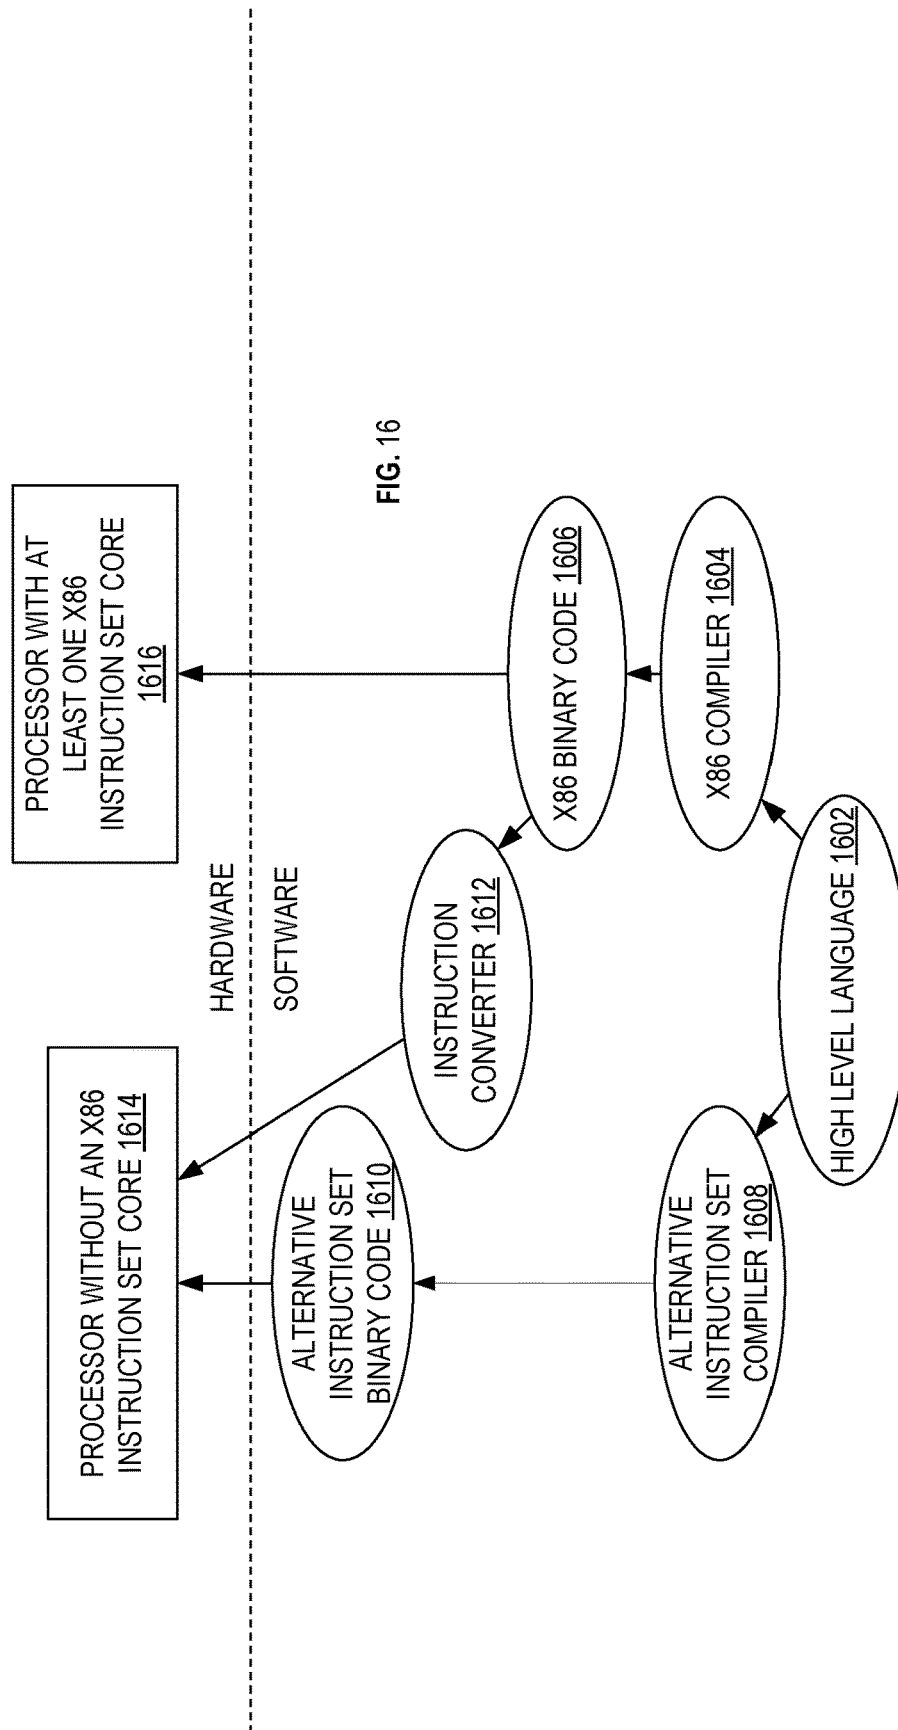 PROCESSOR WITHOUT AN X86
INSTRUCTION SET CORE 1614
PROCESSOR WITH AT
LEAST ONE X86
INSTRUCTION SET CORE
1616
HARDWARE
SOFTWARE
ALTERNATIVE
INSTRUCTION SET
BINARY CODE 1610
INSTRUCTION
CONVERTER 1612
FIG. 16
X86 BINARY CODE 1606
ALTERNATIVE
INSTRUCTION SET
COMPILER 1608
X86 COMPILER 1604
HIGH LEVEL LANGUAGE 1602